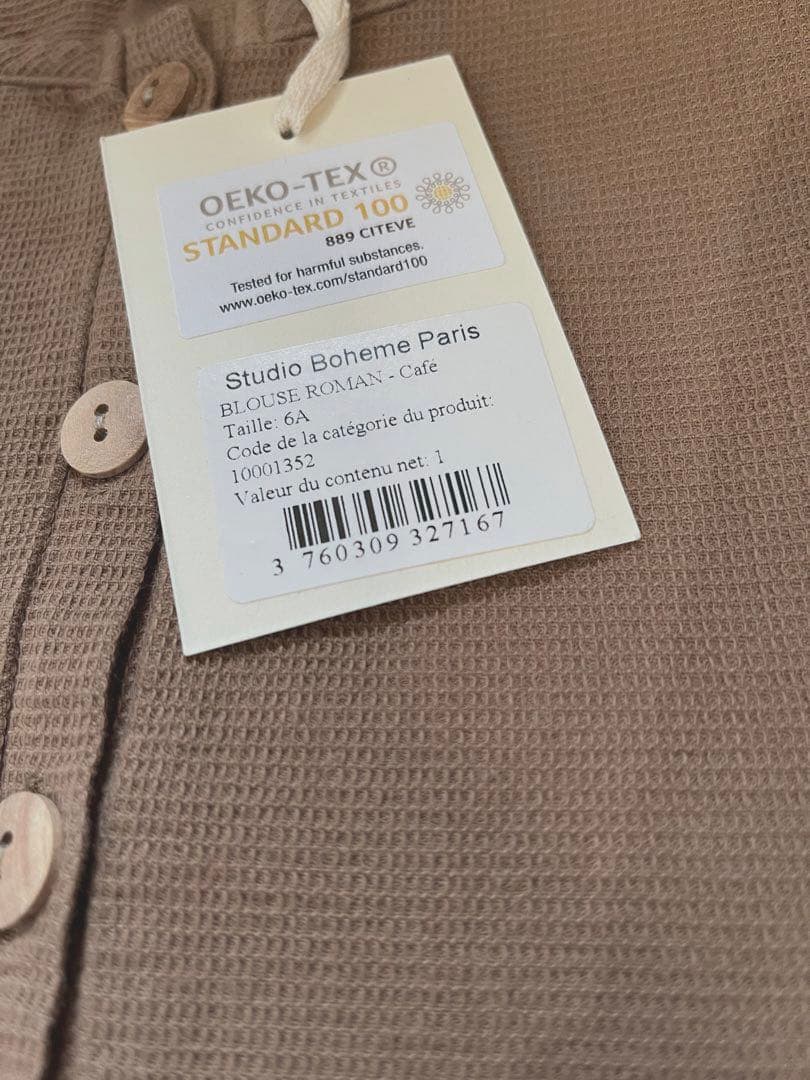 OEKO-TEX®
CONFIDENCE IN TEXTILES
STANDARD 100
889 CITEVE
Tested for harmful substances.
www.oeko-tex.com/standard100
Studio Boheme Paris
BLOUSE ROMAN - Café
Taille: 6A
Code de la catégorie du produit:
10001352
Valeur du contenu net: 1
3 760309 327167